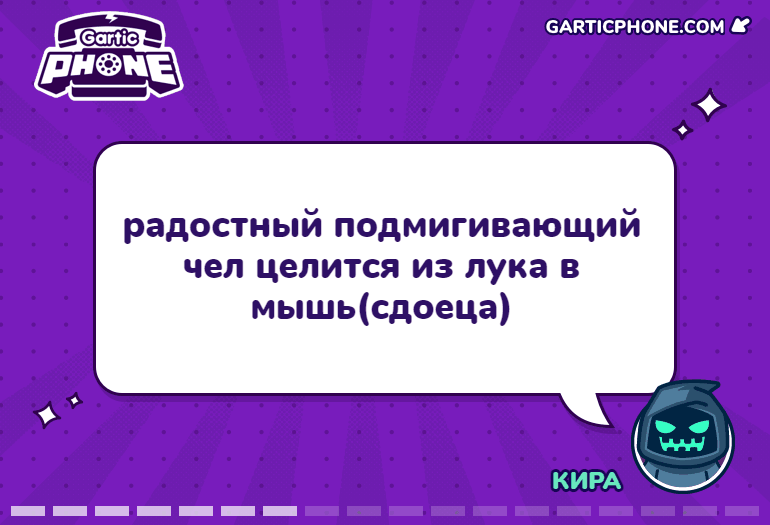 Gartic
PHONE
GARTICPHONE.COM
радостный подмигивающий
чел целится из лука в
мышь(сдоеца)
КИРА